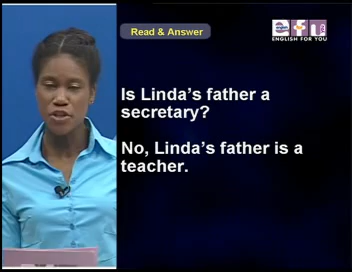 Read & Answer
efu
ENGLISH FOR YOU
Is Linda's father a
secretary?
No, Linda's father is a
teacher.